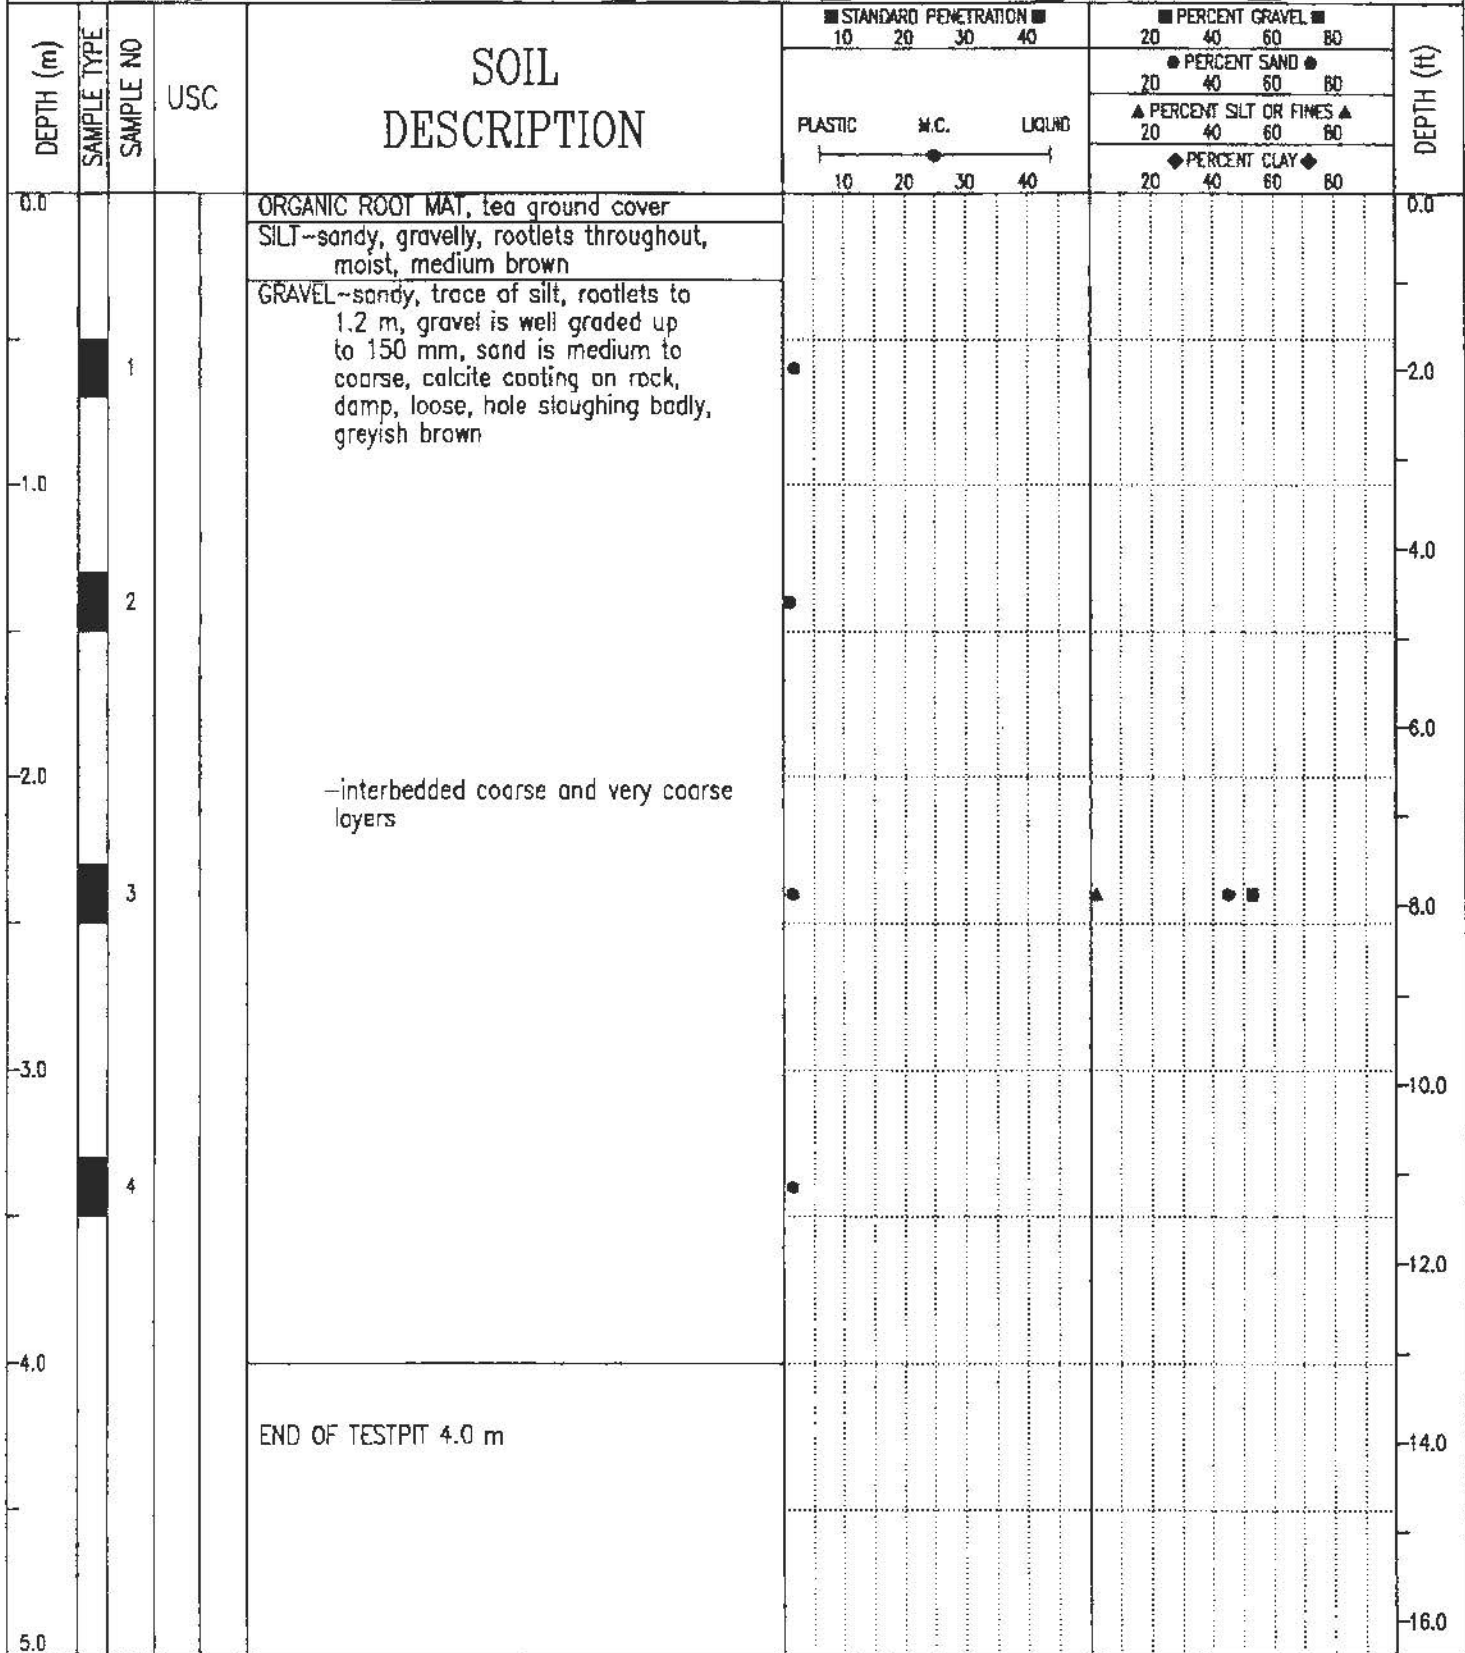 DEPTH (m)
SAMPLE TYPE
SAMPLE NO
USC
SOIL
DESCRIPTION
■ STANDARD PENETRATION ■
10 20 30 40
PLASTIC M.C. LIQUID
10 20 30 40
■ PERCENT GRAVEL ■
20 40 60 80
● PERCENT SAND ●
20 40 60 80
▲ PERCENT SILT OR FINES ▲
20 40 60 80
◆ PERCENT CLAY ◆
20 40 60 80
DEPTH (ft)
0.0
ORGANIC ROOT MAT, tea ground cover
0.0
SILT~sandy, gravelly, rootlets throughout,
moist, medium brown
GRAVEL~sandy, trace of silt, rootlets to
1.2 m, gravel is well graded up
to 150 mm, sand is medium to
1
coarse, calcite coating on rock,
2.0
damp, loose, hole sloughing badly,
greyish brown
1.0
4.0
2
6.0
2.0
-interbedded coarse and very coarse
layers
3
8.0
3.0
10.0
4
12.0
4.0
END OF TESTPIT 4.0 m
14.0
16.0
5.0